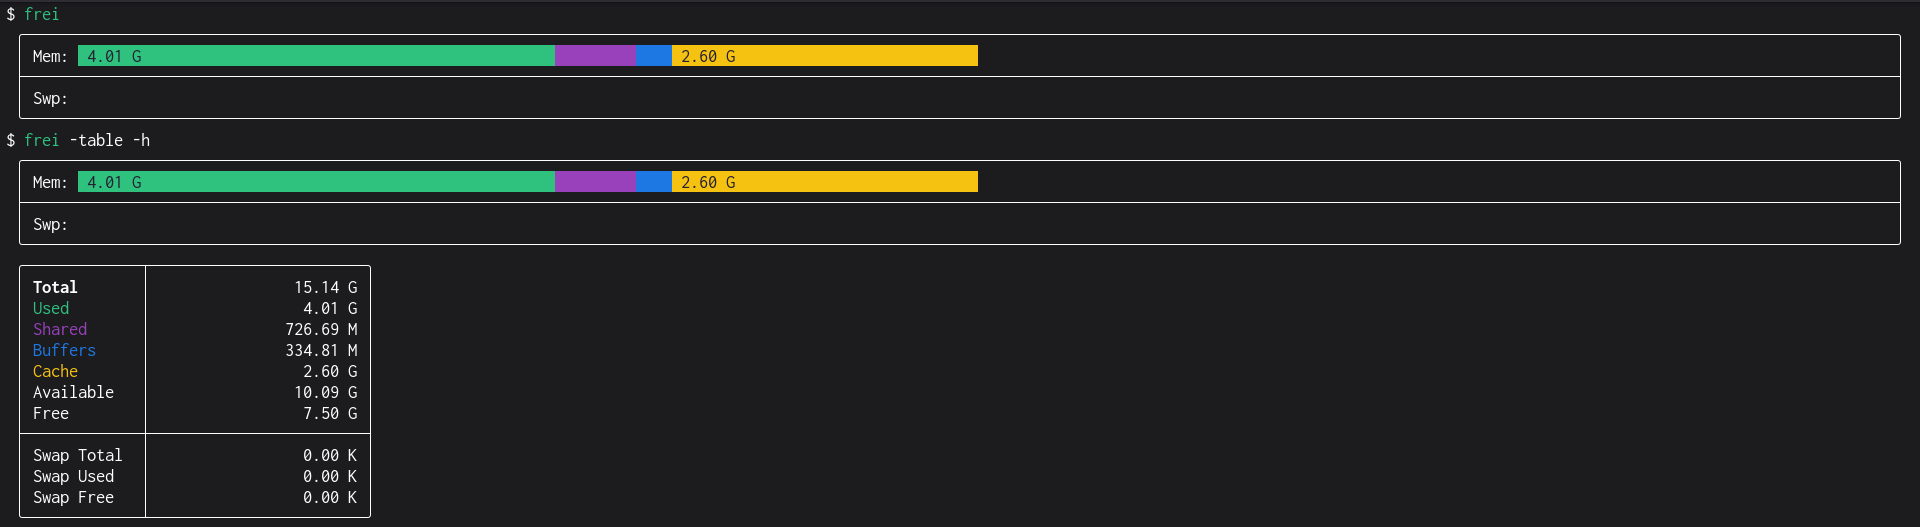 $ frei
Mem: 4.01 G 2.60 G
Swp:
$ frei -table -h
Mem: 4.01 G 2.60 G
Swp:
Total 15.14 G
Used 4.01 G
Shared 726.69 M
Buffers 334.81 M
Cache 2.60 G
Available 10.09 G
Free 7.50 G
Swap Total 0.00 K
Swap Used 0.00 K
Swap Free 0.00 K